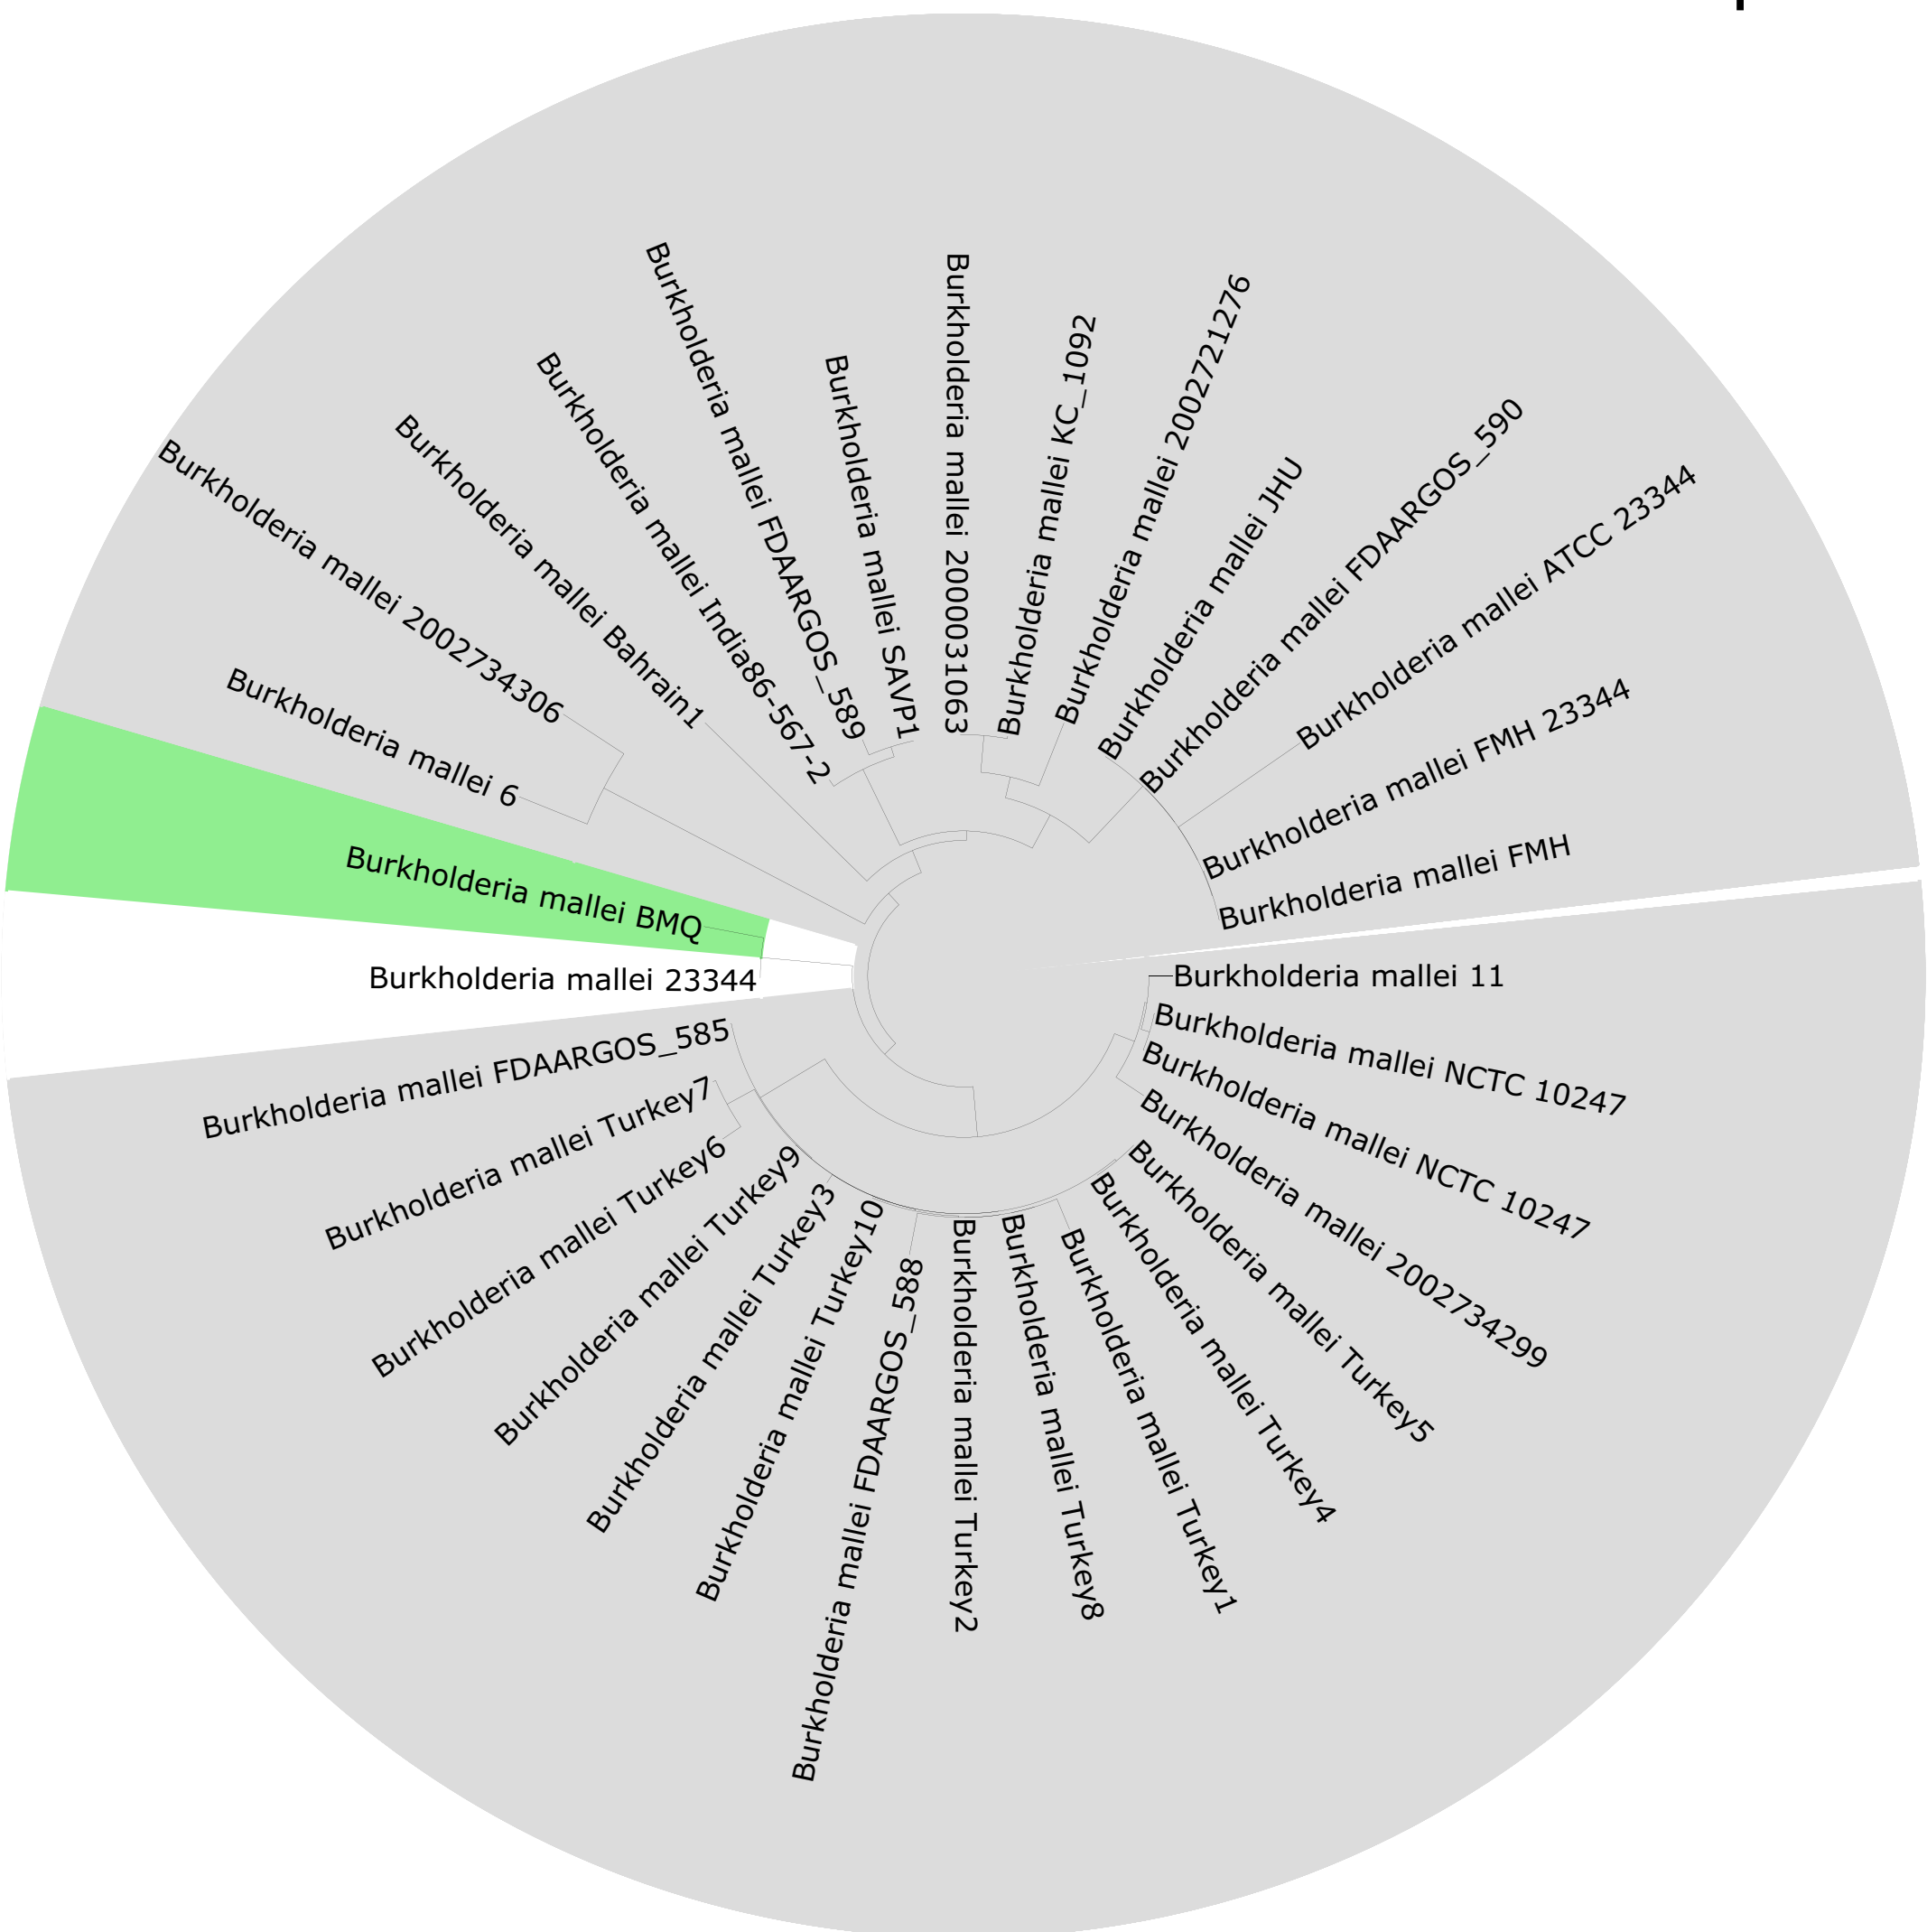 Burkholderia mallei 2000031063
Burkholderia mallei KC_1092
Burkholderia mallei 2002721276
Burkholderia mallei JHU
Burkholderia mallei FDAARGOS_590
Burkholderia mallei ATCC 23344
Burkholderia mallei FMH 23344
Burkholderia mallei FMH
Burkholderia mallei 11
Burkholderia mallei NCTC 10247
Burkholderia mallei NCTC 10247
Burkholderia mallei 2002734299
Burkholderia mallei Turkey5
Burkholderia mallei Turkey4
Burkholderia mallei Turkey1
Burkholderia mallei Turkey8
Burkholderia mallei Turkey2
Burkholderia mallei FDAARGOS_588
Burkholderia mallei Turkey10
Burkholderia mallei Turkey3
Burkholderia mallei Turkey9
Burkholderia mallei Turkey6
Burkholderia mallei Turkey7
Burkholderia mallei FDAARGOS_585
Burkholderia mallei 23344
Burkholderia mallei BMQ
Burkholderia mallei 6
Burkholderia mallei 2002734306
Burkholderia mallei Bahrain1
Burkholderia mallei India86-567-2
Burkholderia mallei FDAARGOS_589
Burkholderia mallei SAVP1